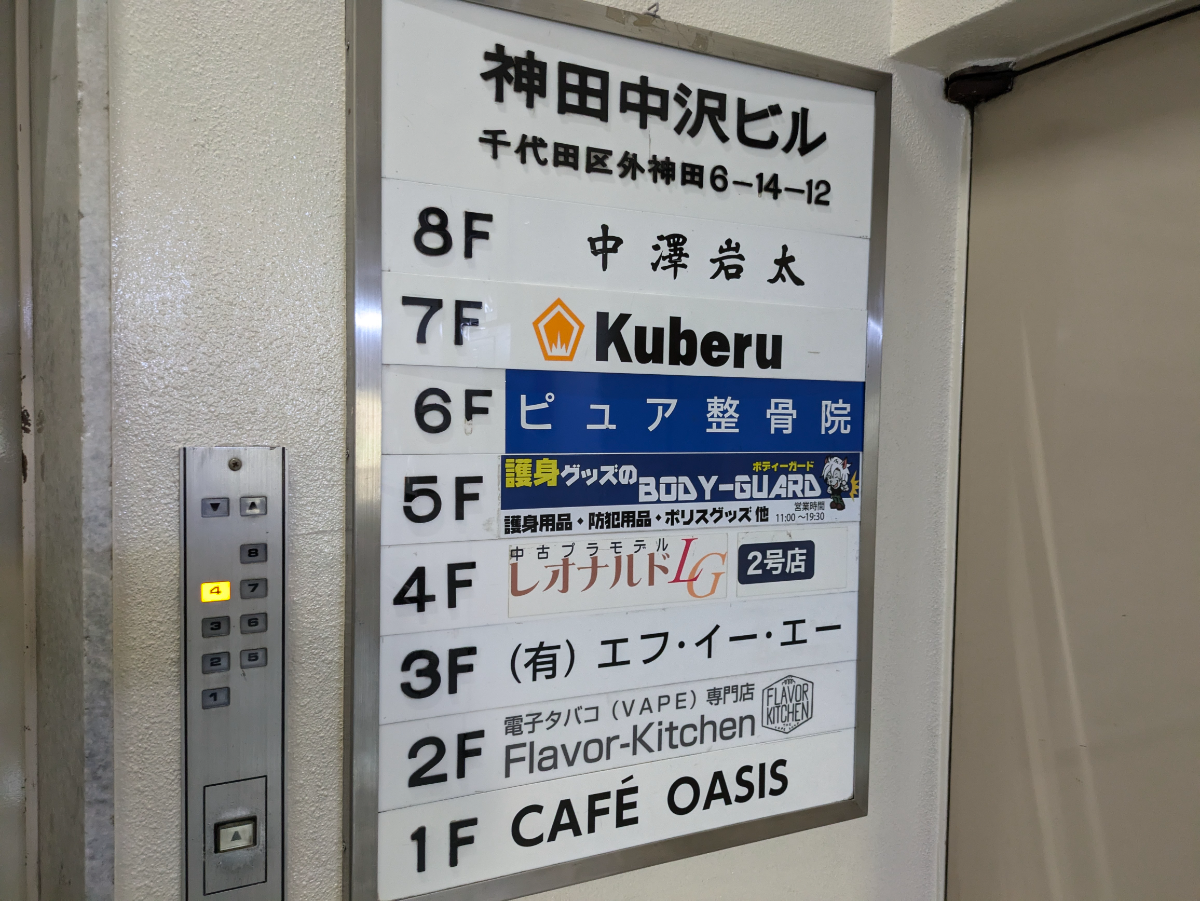 神田中沢ビル
千代田区外神田6-14-12
8F 中澤岩太
7F Kuberu
6F ピュア整骨院
5F 護身グッズの BODY-GUARD ボディーガード
護身用品・防犯用品・ポリスグッズ 他 営業時間 11:00~19:30
4F 中古プラモデル レオナルドLG 2号店
3F (有) エフ・イー・エー
2F 電子タバコ(VAPE)専門店
Flavor-Kitchen FLAVOR KITCHEN
1F CAFÉ OASIS
▼ ▲
8
4 7
3 6
2 5
1
▲